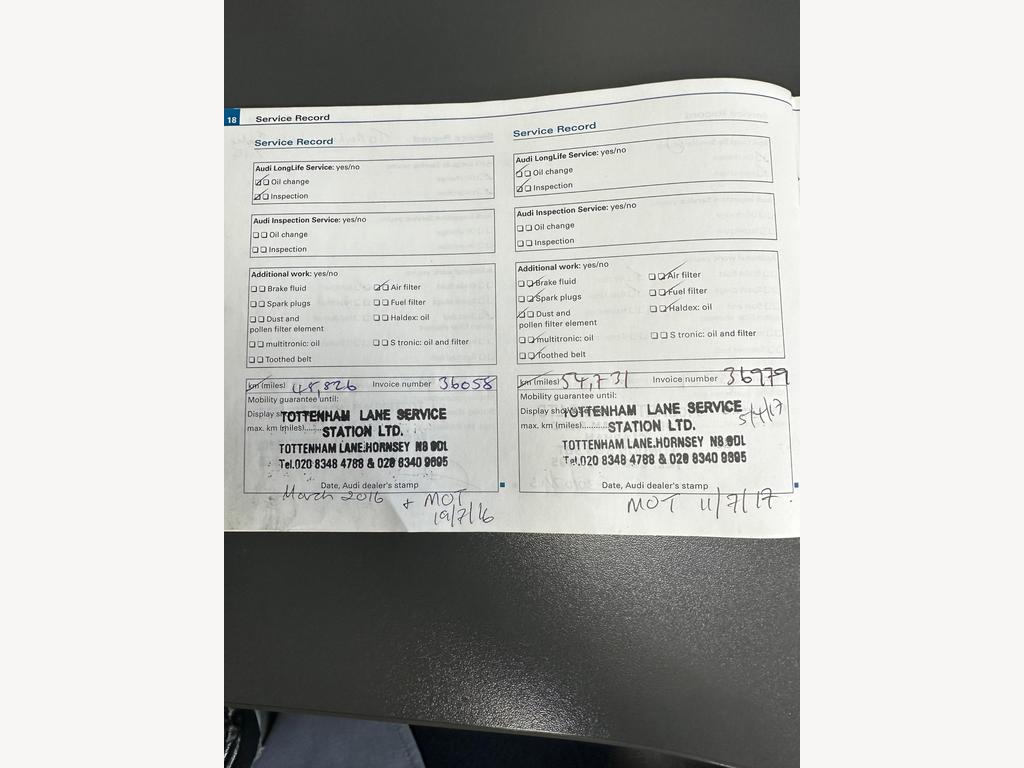 18 Service Record
Service Record
Audi LongLife Service: yes/no
Oil change
Inspection
Audi Inspection Service: yes/no
Oil change
Inspection
Additional work: yes/no
Brake fluid
Air filter
Spark plugs
Fuel filter
Dust and
pollen filter element
Haldex: oil
multitronic: oil
S tronic: oil and filter
Toothed belt
km (miles) 48,826 Invoice number 36058
Mobility guarantee until:
Display
max. km (miles)
TOTTENHAM LANE SERVICE
STATION LTD.
TOTTENHAM LANE.HORNSEY N8 9DL
Tel.020 8348 4788 & 020 8340 9695
Date, Audi dealer's stamp
March 2016 + MOT
19/7/16
Service Record
Audi LongLife Service: yes/no
Oil change
Inspection
Audi Inspection Service: yes/no
Oil change
Inspection
Additional work: yes/no
Brake fluid
Air filter
Spark plugs
Fuel filter
Dust and
pollen filter element
Haldex: oil
multitronic: oil
S tronic: oil and filter
Toothed belt
km (miles) 54,731 Invoice number 36979
Mobility guarantee until:
5/4/17
Display
max. km (miles)
TOTTENHAM LANE SERVICE
STATION LTD.
TOTTENHAM LANE.HORNSEY N8 9DL
Tel.020 8348 4788 & 020 8340 9695
Date, Audi dealer's stamp
MOT 11/7/17.